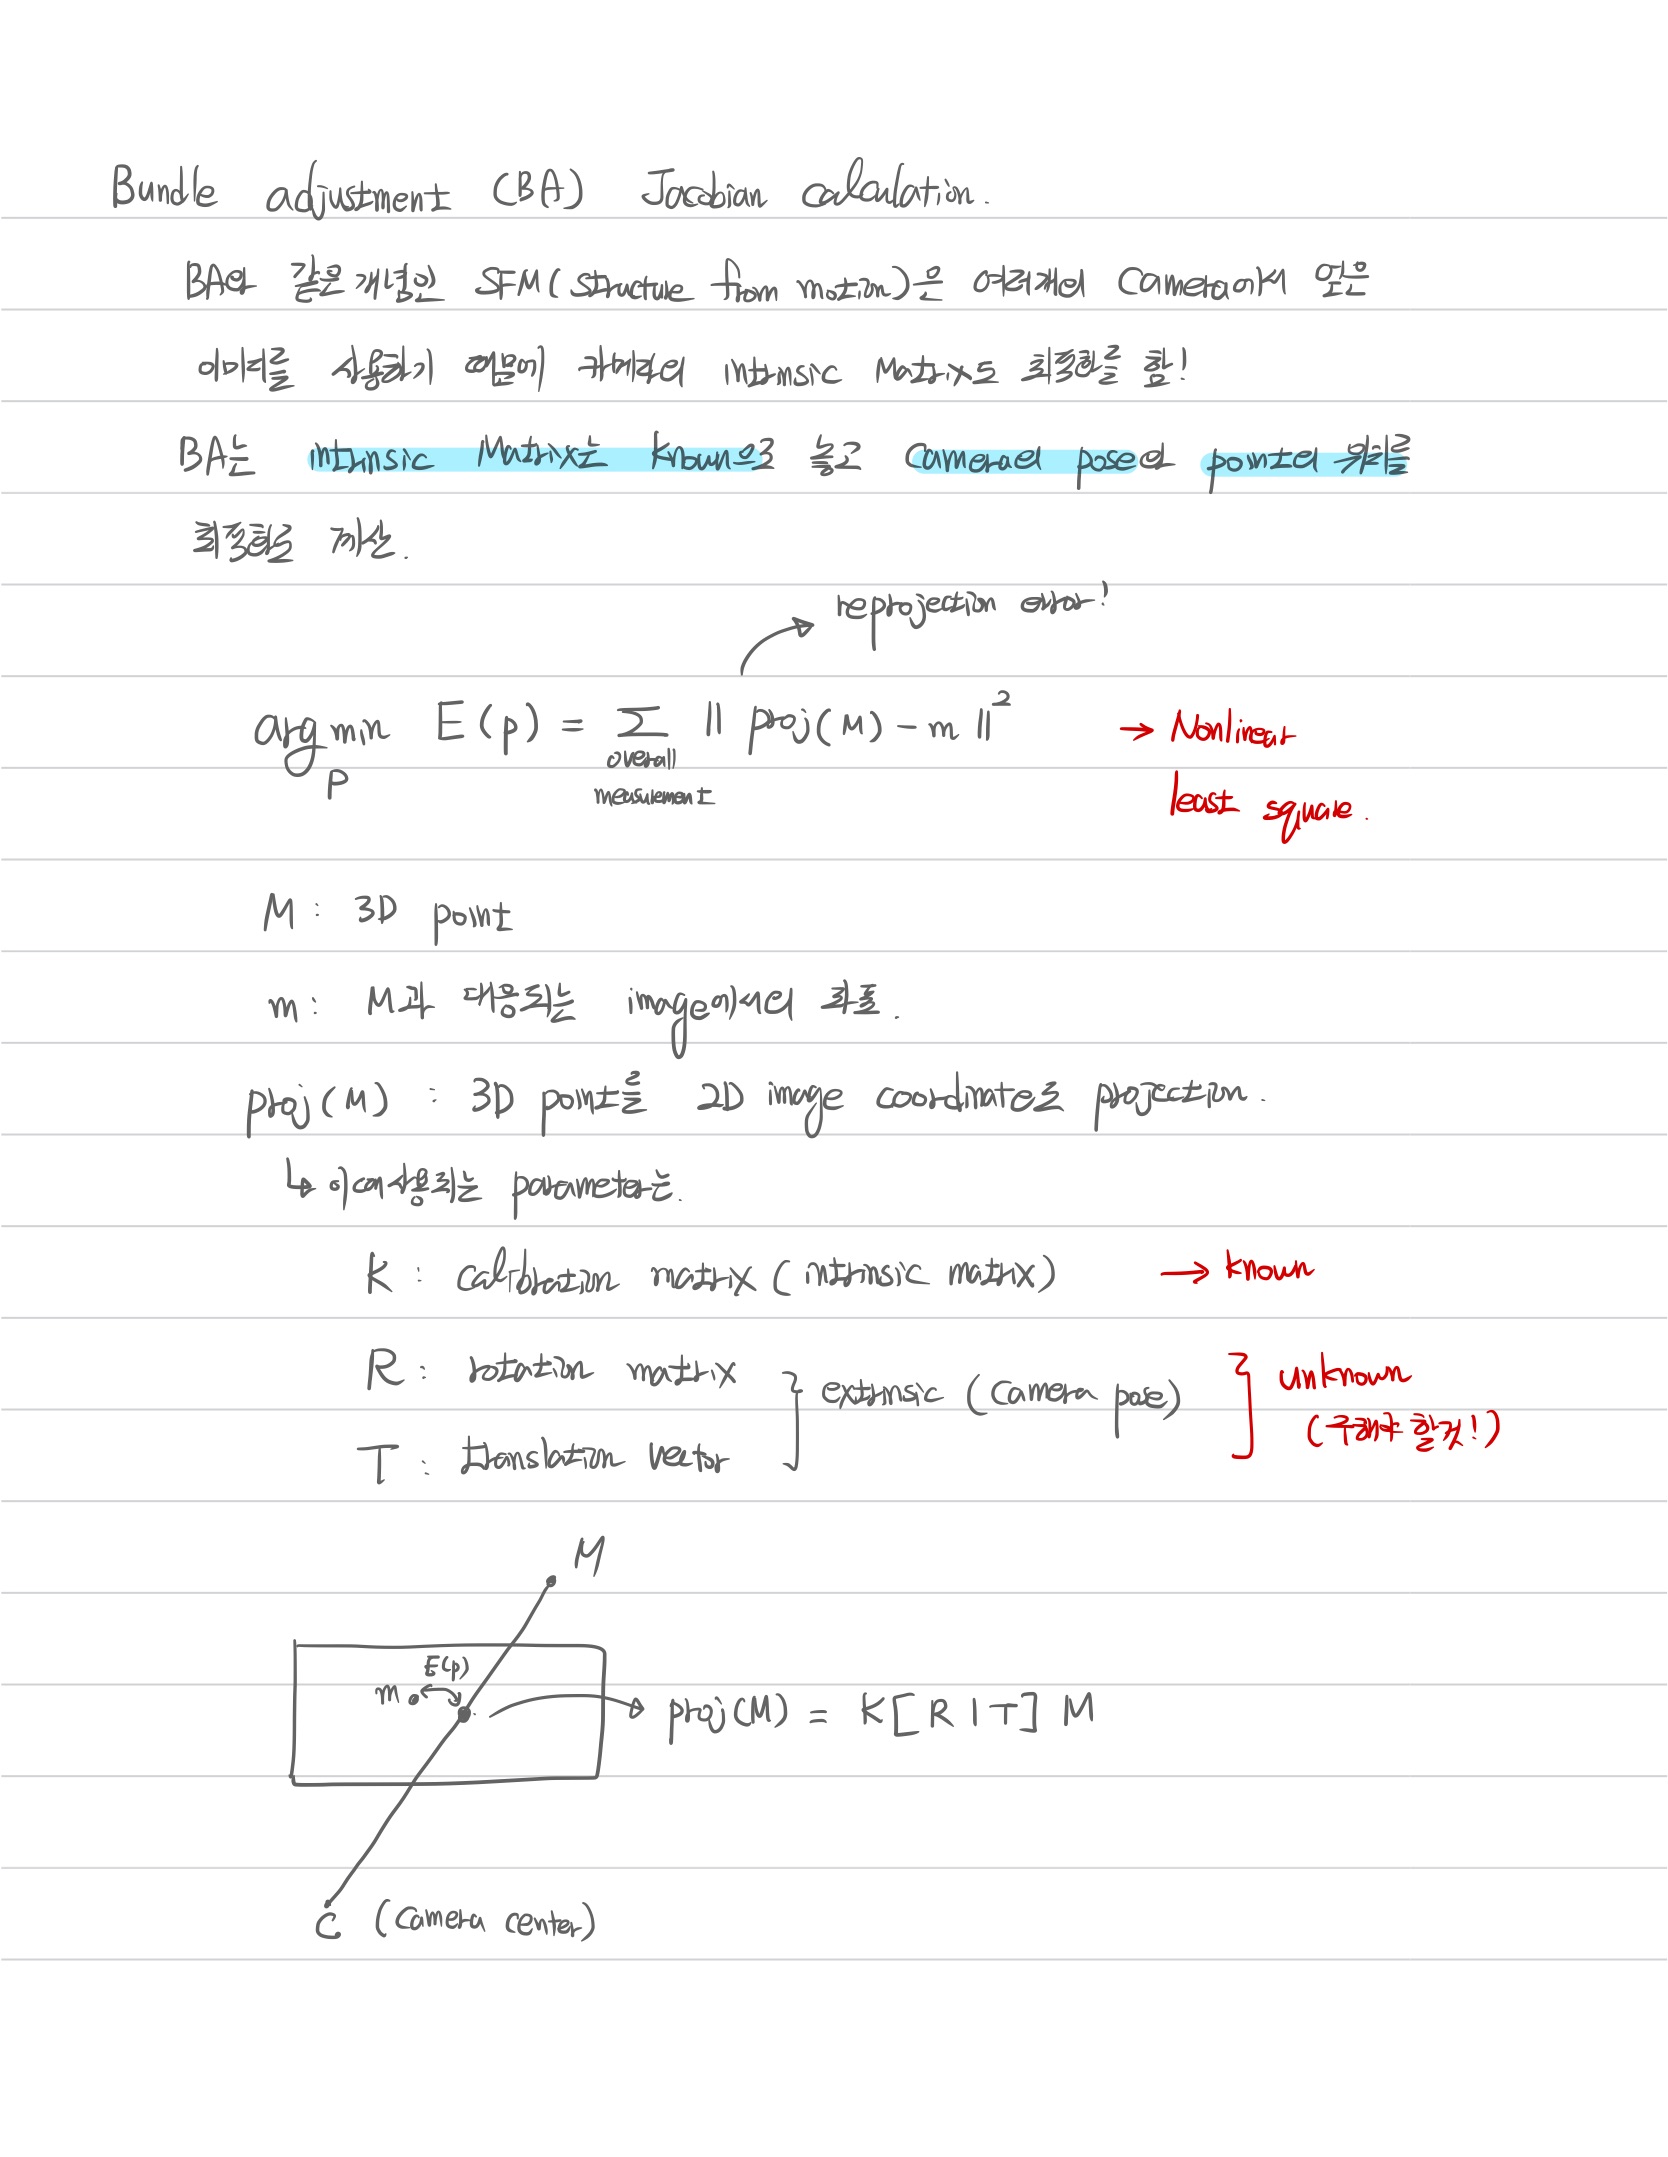 Bundle adjustment (BA) Jacobian calculation.
BA와 같은 개념인 SFM(structure from motion)은 여러개의 Camera에서 얻은
이미지를 사용하기 때문에 카메라의 intrinsic Matrix도 최적화를 함!
BA는 intrinsic Matrix는 known으로 놓고 Camera의 pose와 point의 위치를
최적화로 계산.
reprojection error!
arg min E(p) = ∑ || proj(M) - m ||² → Nonlinear
p overall
measurement
least square.
M : 3D point
m : M과 대응되는 image에서의 좌표.
proj(M) : 3D point를 2D image coordinate로 projection.
↳ 이에 사용되는 parameter는.
K : calibration matrix (intrinsic matrix) → known
R : rotation matrix
extrinsic (camera pose)
unknown
(구해야 할것!)
T : translation vector
M
E(p)
m
proj(M) = K[R|T] M
C (camera center)